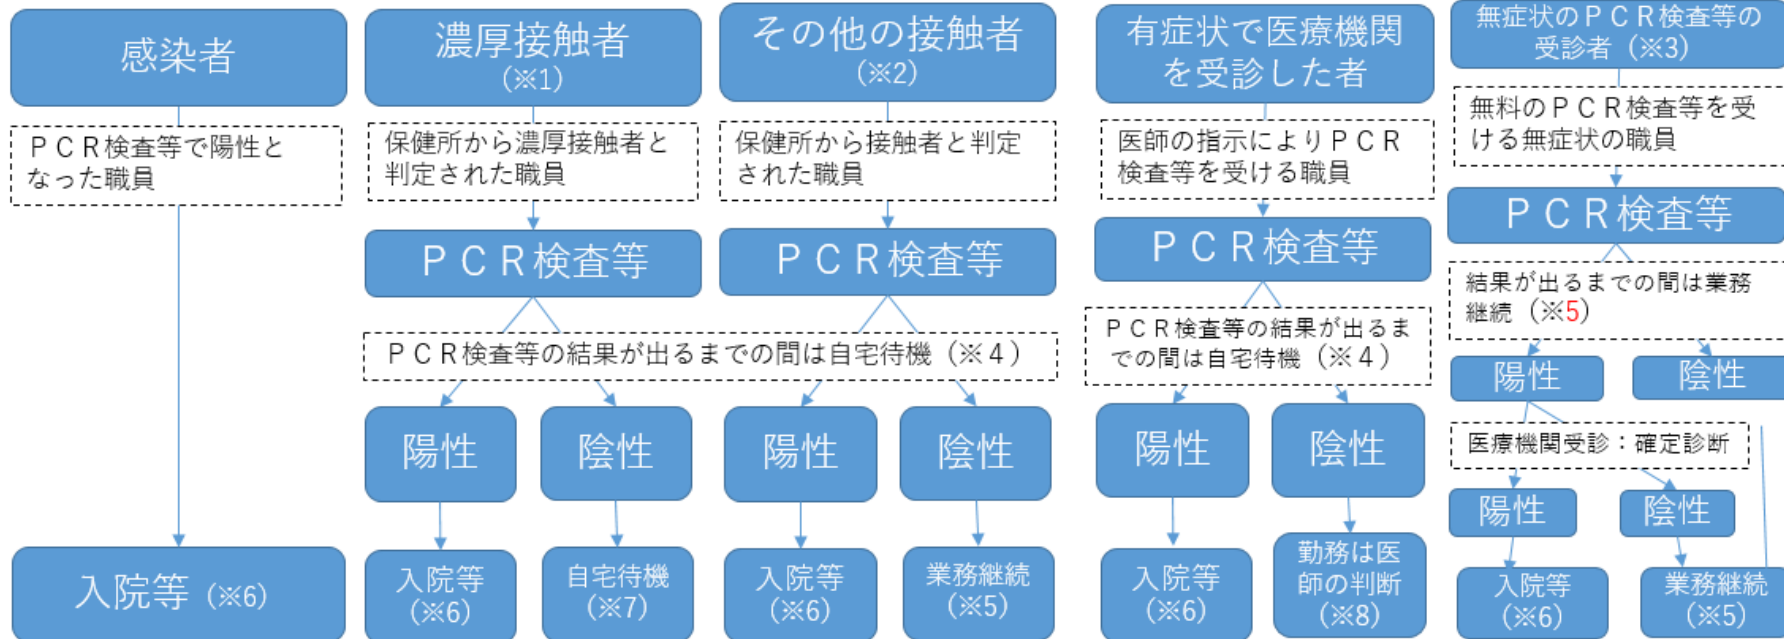 感染者
ＰＣＲ検査等で陽性と
なった職員
入院等（※6）
濃厚接触者
（※1）
保健所から濃厚接触者と
判定された職員
ＰＣＲ検査等
その他の接触者
（※2）
保健所から接触者と判定
された職員
ＰＣＲ検査等
ＰＣＲ検査等の結果が出るまでの間は自宅待機（※４）
陽性
陰性
陽性
陰性
入院等
（※6）
自宅待機
（※7）
入院等
（※6）
業務継続
（※5）
有症状で医療機関
を受診した者
医師の指示によりＰＣＲ
検査等を受ける職員
ＰＣＲ検査等
ＰＣＲ検査等の結果が出るま
での間は自宅待機（※４）
陽性
陰性
入院等
（※6）
勤務は医
師の判断
（※8）
無症状のＰＣＲ検査等の
受診者（※3）
無料のＰＣＲ検査等を受
ける無症状の職員
ＰＣＲ検査等
結果が出るまでの間は業務
継続（※5）
陽性
陰性
医療機関受診：確定診断
陽性
陰性
入院等
（※6）
業務継続
（※5）